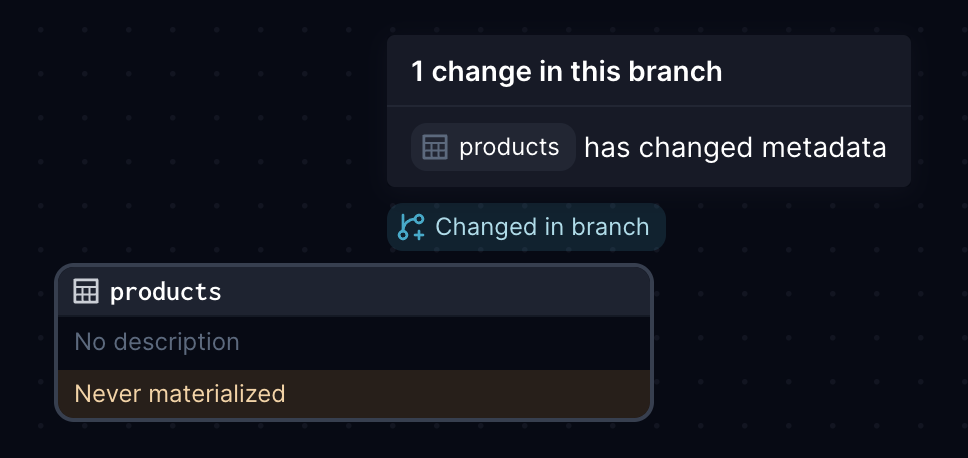 1 change in this branch
products has changed metadata
Changed in branch
products
No description
Never materialized